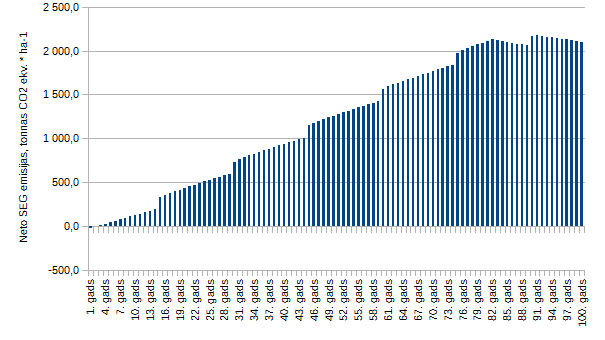 Neto SEG emisijas, tonnas CO2 ekv. * ha-1
2 500,0
2 000,0
1 500,0
1 000,0
500,0
0,0
-500,0
1. gads
4. gads
7. gads
10. gads
13. gads
16. gads
19. gads
22. gads
25. gads
28. gads
31. gads
34. gads
37. gads
40. gads
43. gads
46. gads
49. gads
52. gads
55. gads
58. gads
61. gads
64. gads
67. gads
70. gads
73. gads
76. gads
79. gads
82. gads
85. gads
88. gads
91. gads
94. gads
97. gads
100. gads